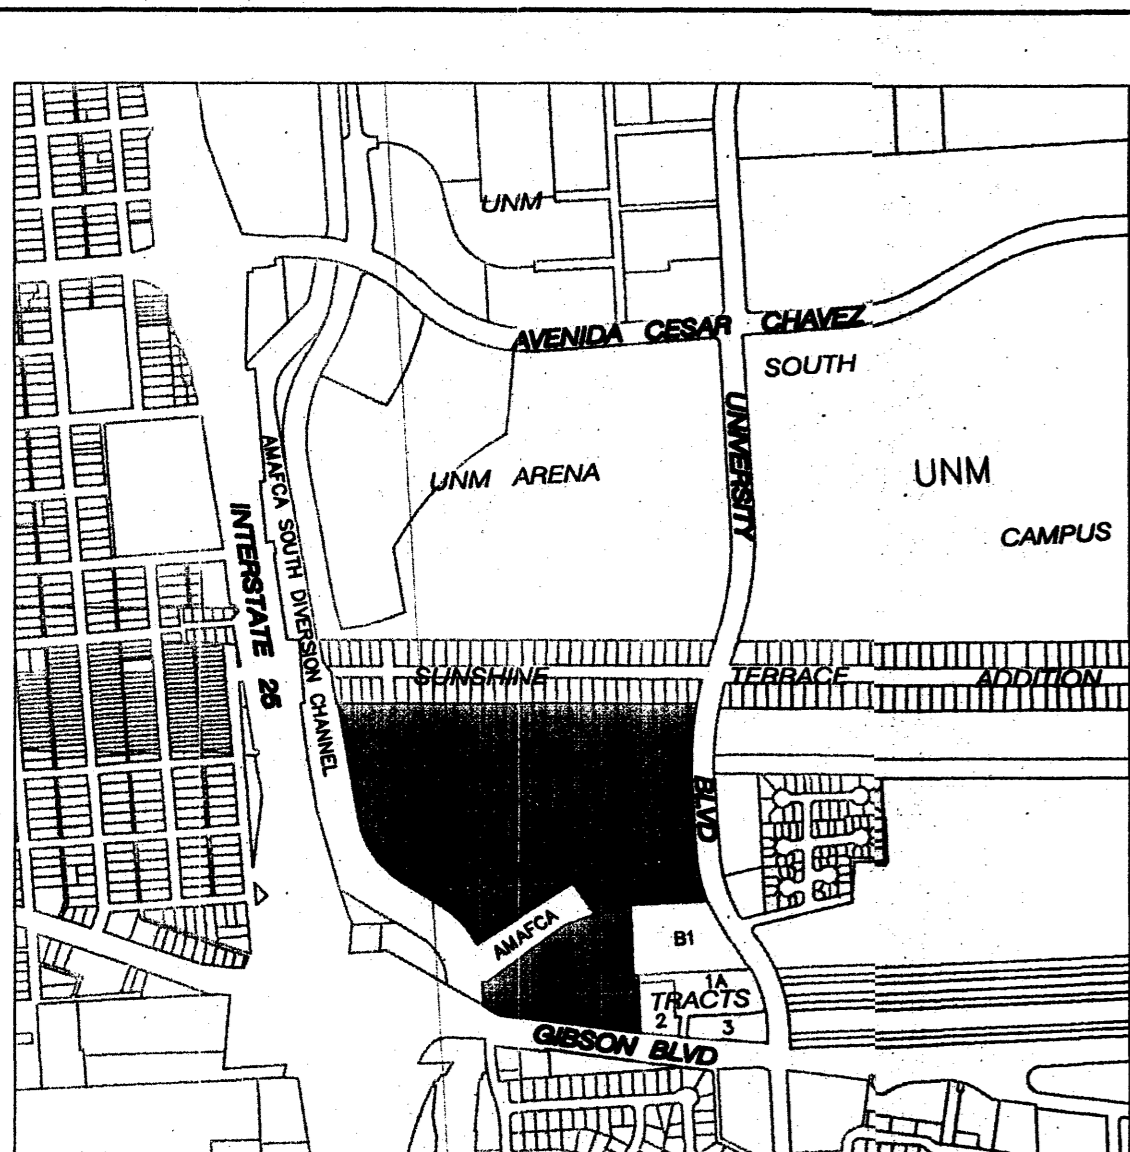 UNM
AVENIDA CESAR CHAVEZ
SOUTH
UNIVERSITY
UNM ARENA
UNM
CAMPUS
AMAFCA SOUTH DIVERSION CHANNEL
INTERSTATE 25
SUNSHINE TERRACE ADDITION
BLVD
AMAFCA
B1
1A
TRACTS
2
3
GIBSON BLVD